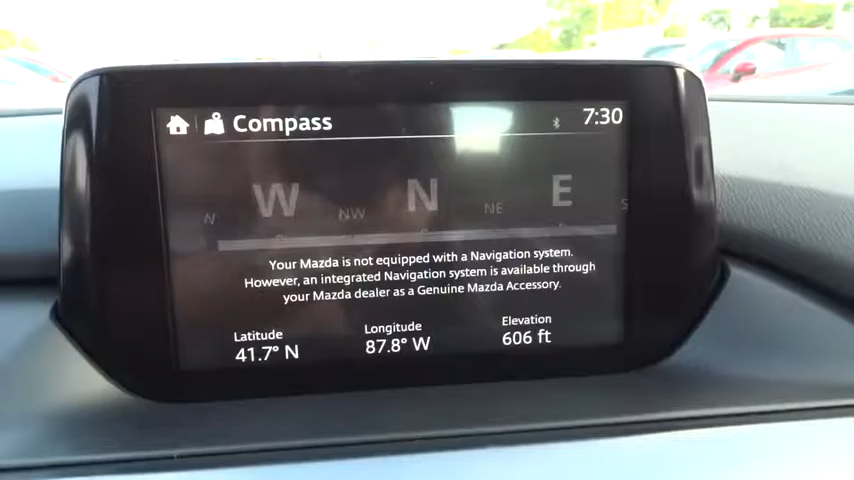 Compass
7:30
N W NW N NE E S
Your Mazda is not equipped with a Navigation system.
However, an integrated Navigation system is available through
your Mazda dealer as a Genuine Mazda Accessory.
Latitude Longitude Elevation
41.7° N 87.8° W 606 ft